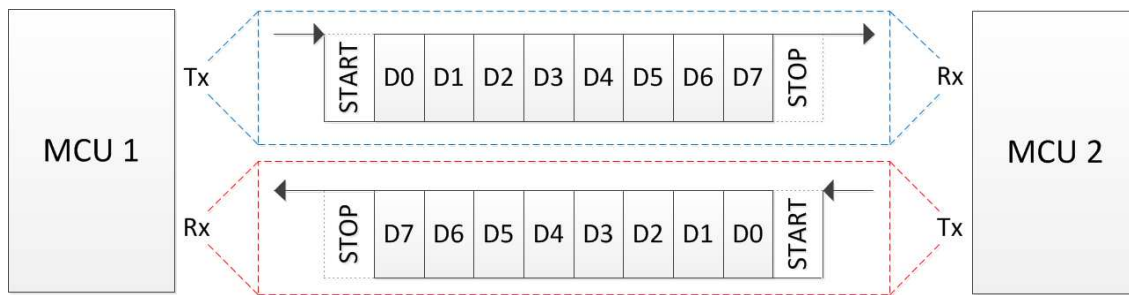 MCU 1
Tx
START D0 D1 D2 D3 D4 D5 D6 D7 STOP
Rx
MCU 2
Rx
STOP D7 D6 D5 D4 D3 D2 D1 D0 START
Tx